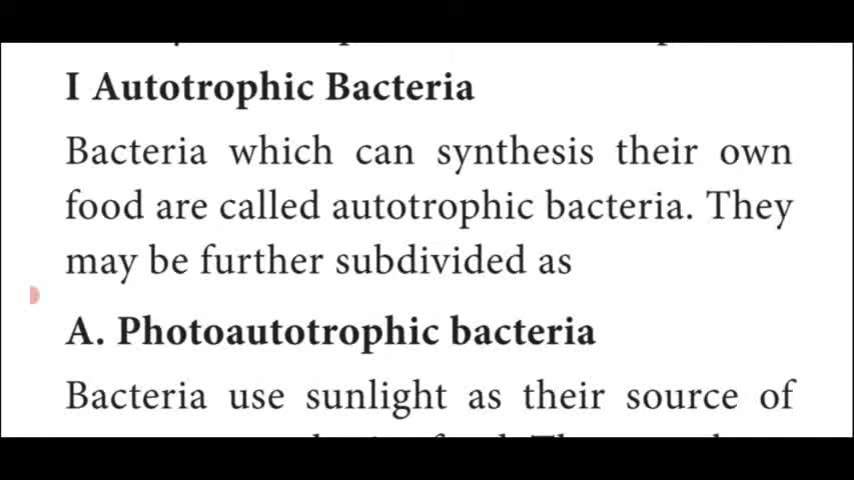 I Autotrophic Bacteria
Bacteria which can synthesis their own
food are called autotrophic bacteria. They
may be further subdivided as
A. Photoautotrophic bacteria
Bacteria use sunlight as their source of